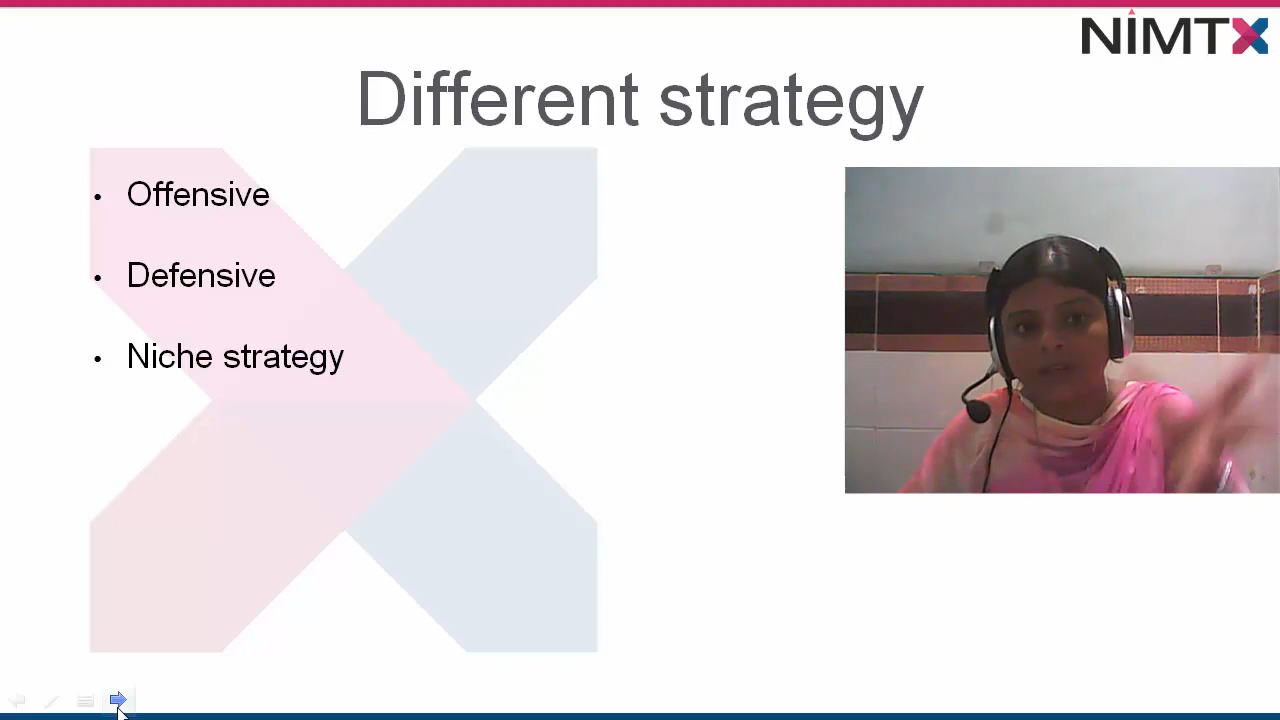 NiMTX
Different strategy
• Offensive
• Defensive
• Niche strategy